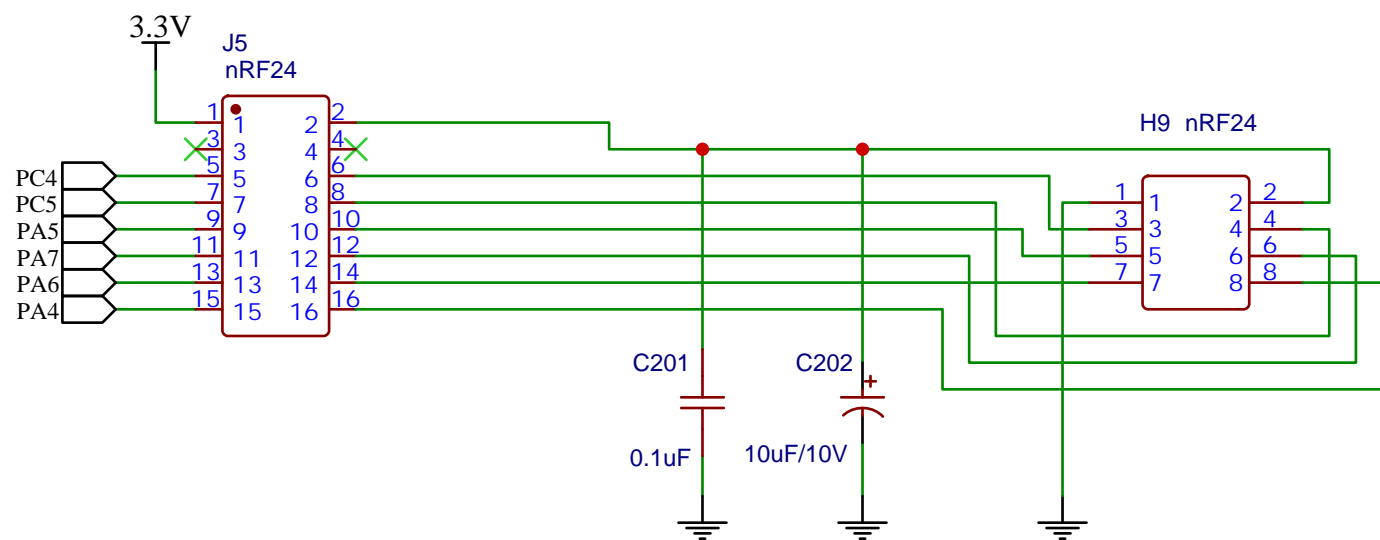 3.3V
J5
nRF24
1 1 2 2
3 3 4 4
PC4 5 5 6 6
PC5 7 7 8 8
PA5 9 9 10 10
PA7 11 11 12 12
PA6 13 13 14 14
PA4 15 15 16 16
H9 nRF24
1 1 2 2
3 3 4 4
5 5 6 6
7 7 8 8
C201
0.1uF
C202
+
10uF/10V